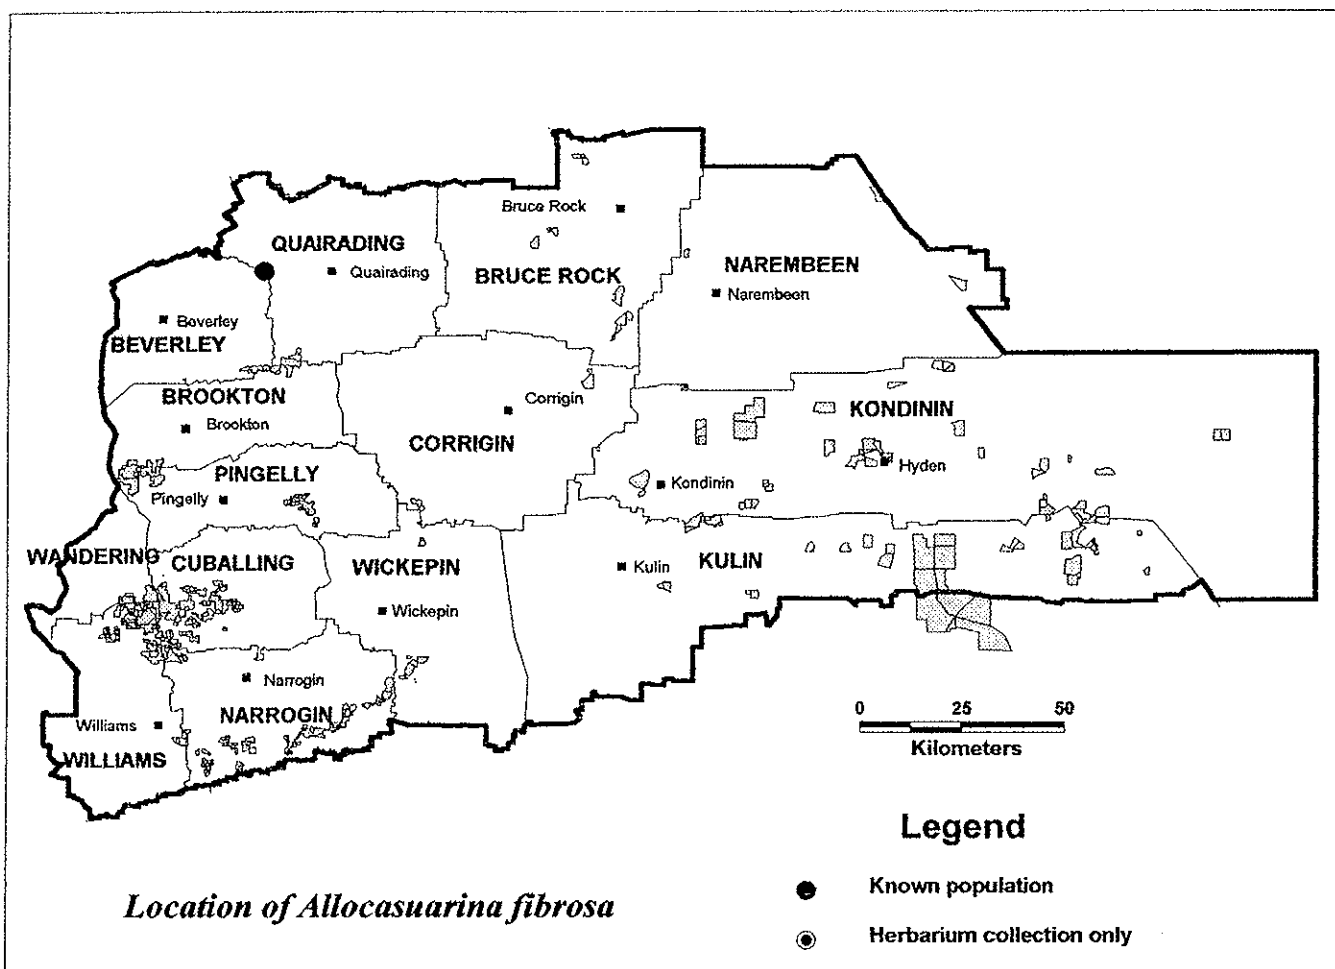 Bruce Rock
QUAIRADING
Quairading
BRUCE ROCK
NAREMBEEN
Narembeen
Beverley
BEVERLEY
BROOKTON
Brookton
Corrigin
CORRIGIN
KONDININ
Hyden
Kondinin
PINGELLY
Pingelly
WANDERING
CUBALLING
WICKEPIN
Wickepin
Kulin
KULIN
Narrogin
NARROGIN
Williams
WILLIAMS
0 25 50
Kilometers
Legend
Known population
Herbarium collection only
Location of Allocasuarina fibrosa